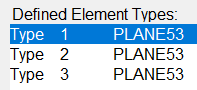 Defined Element Types:
Type 1 PLANE53
Type 2 PLANE53
Type 3 PLANE53